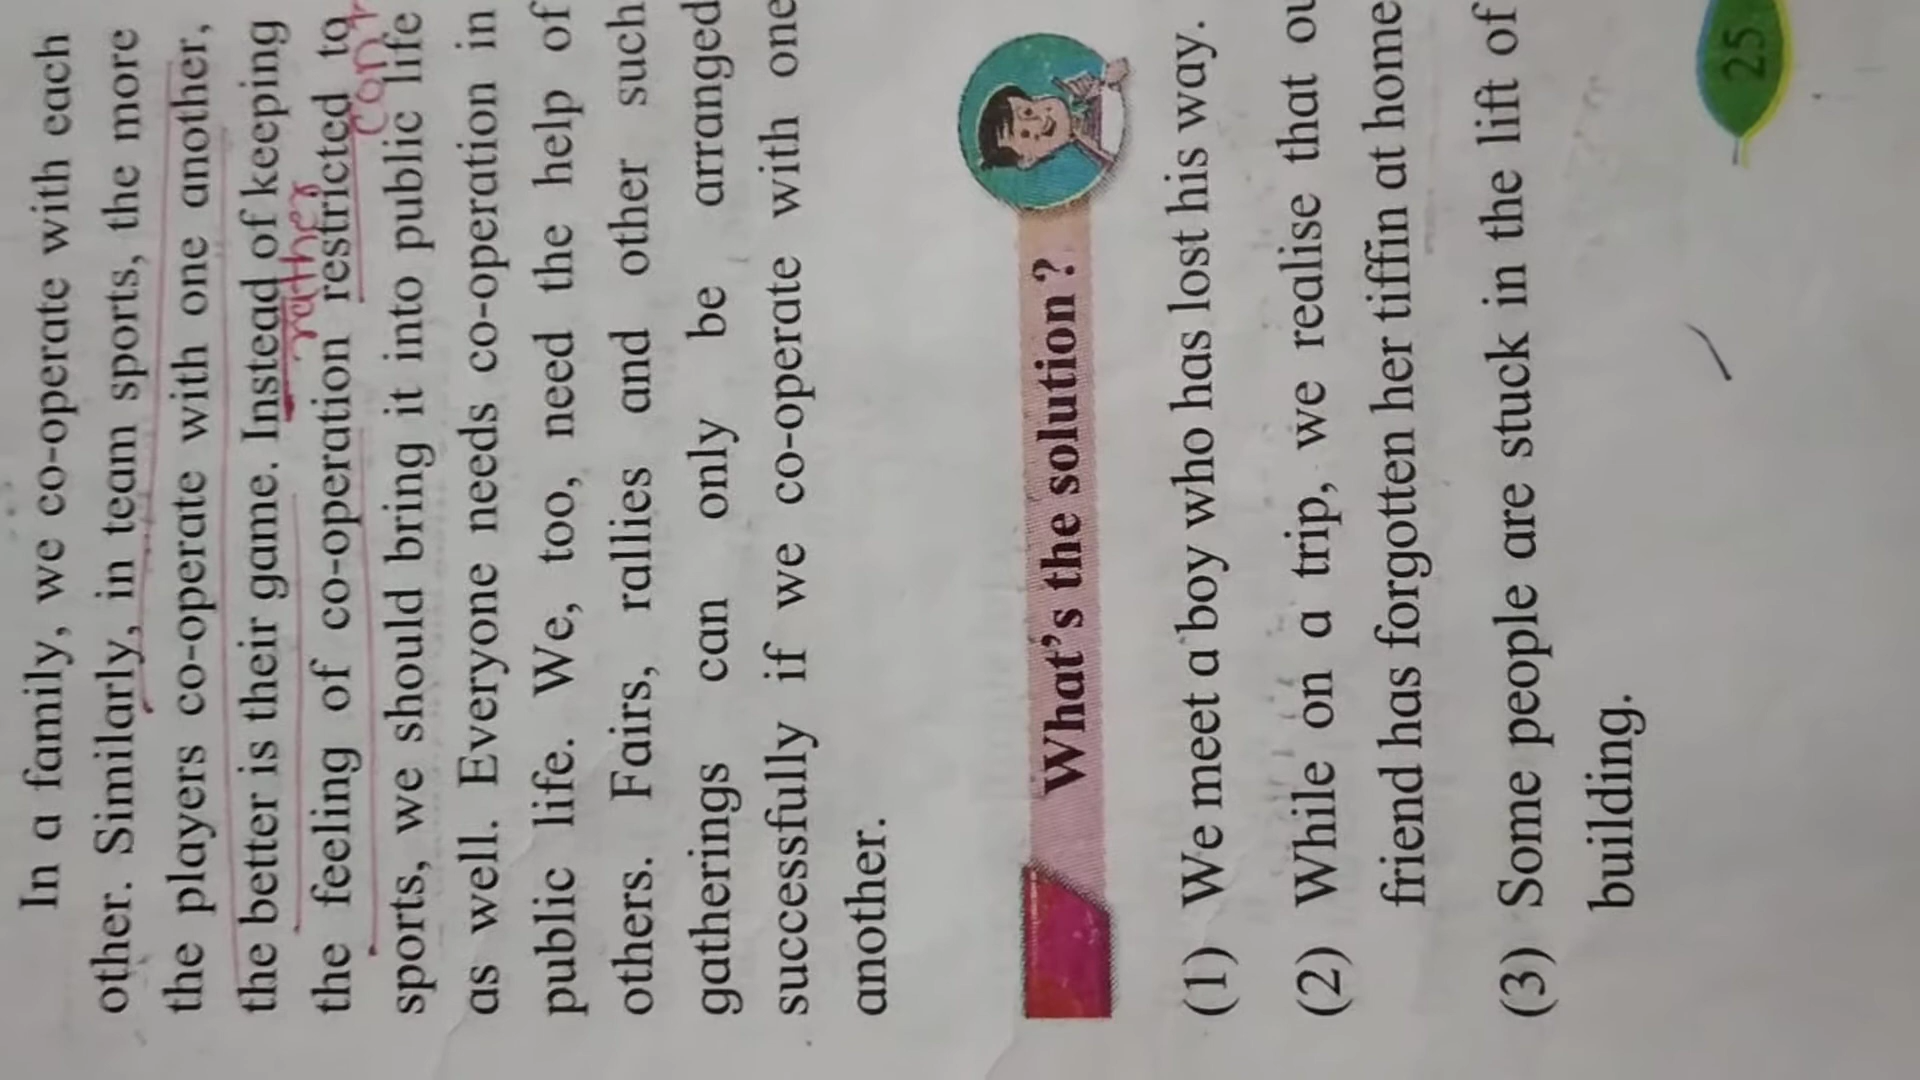 In a family, we co-operate with each
other. Similarly, in team sports, the more
the players co-operate with one another,
the better is their game. Instead of keeping
rather
the feeling of co-operation restricted to
sports, we should bring it into public life
as well. Everyone needs co-operation in
public life. We, too, need the help of
others. Fairs, rallies and other such
gatherings can only be arranged
successfully if we co-operate with one
another.
What's the solution?
(1) We meet a boy who has lost his way.
(2) While on a trip, we realise that
friend has forgotten her tiffin at home
(3) Some people are stuck in the lift of
building.
25